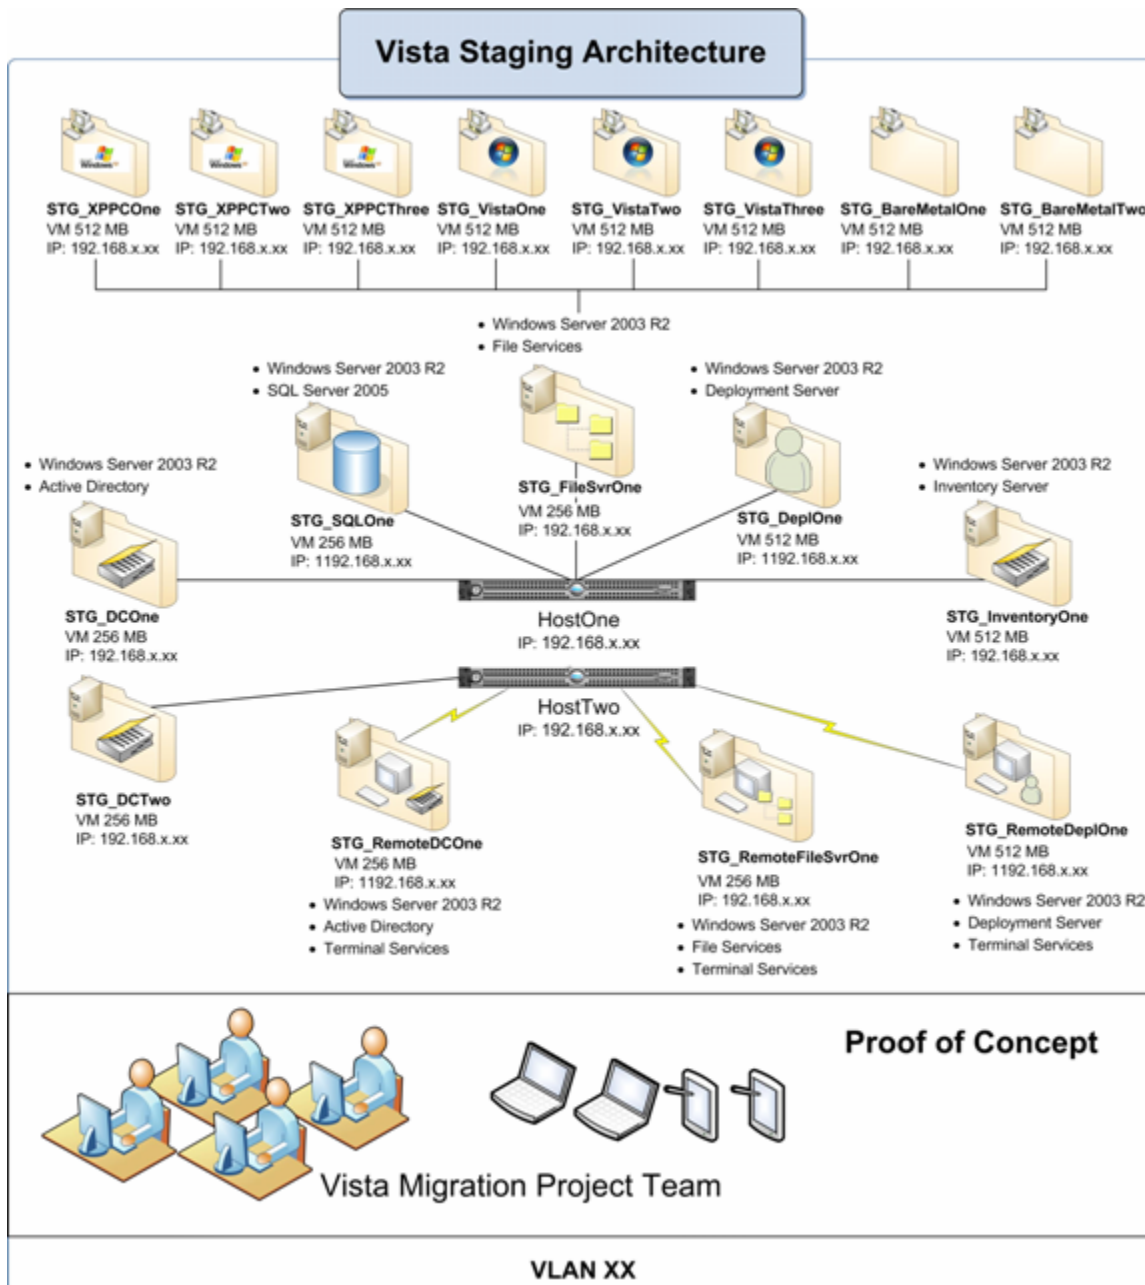 Vista Staging Architecture
STG_XPPCOne
VM 512 MB
IP: 192.168.x.xx
STG_XPPCTwo
VM 512 MB
IP: 192.168.x.xx
STG_XPPCThree
VM 512 MB
IP: 192.168.x.xx
STG_VistaOne
VM 512 MB
IP: 192.168.x.xx
STG_VistaTwo
VM 512 MB
IP: 192.168.x.xx
STG_VistaThree
VM 512 MB
IP: 192.168.x.xx
STG_BareMetalOne
VM 512 MB
IP: 192.168.x.xx
STG_BareMetalTwo
VM 512 MB
IP: 192.168.x.xx
• Windows Server 2003 R2
• File Services
• Windows Server 2003 R2
• SQL Server 2005
• Windows Server 2003 R2
• Deployment Server
• Windows Server 2003 R2
• Active Directory
• Windows Server 2003 R2
• Inventory Server
STG_FileSvrOne
VM 256 MB
IP: 192.168.x.xx
STG_SQLOne
VM 256 MB
IP: 1192.168.x.xx
STG_DeplOne
VM 512 MB
IP: 1192.168.x.xx
STG_DCOne
VM 256 MB
IP: 192.168.x.xx
HostOne
IP: 192.168.x.xx
STG_InventoryOne
VM 512 MB
IP: 192.168.x.xx
HostTwo
IP: 192.168.x.xx
STG_DCTwo
VM 256 MB
IP: 192.168.x.xx
STG_RemoteDCOne
VM 256 MB
IP: 1192.168.x.xx
• Windows Server 2003 R2
• Active Directory
• Terminal Services
STG_RemoteFileSvrOne
VM 256 MB
IP: 192.168.x.xx
• Windows Server 2003 R2
• File Services
• Terminal Services
STG_RemoteDeplOne
VM 512 MB
IP: 1192.168.x.xx
• Windows Server 2003 R2
• Deployment Server
• Terminal Services
Proof of Concept
Vista Migration Project Team
VLAN XX